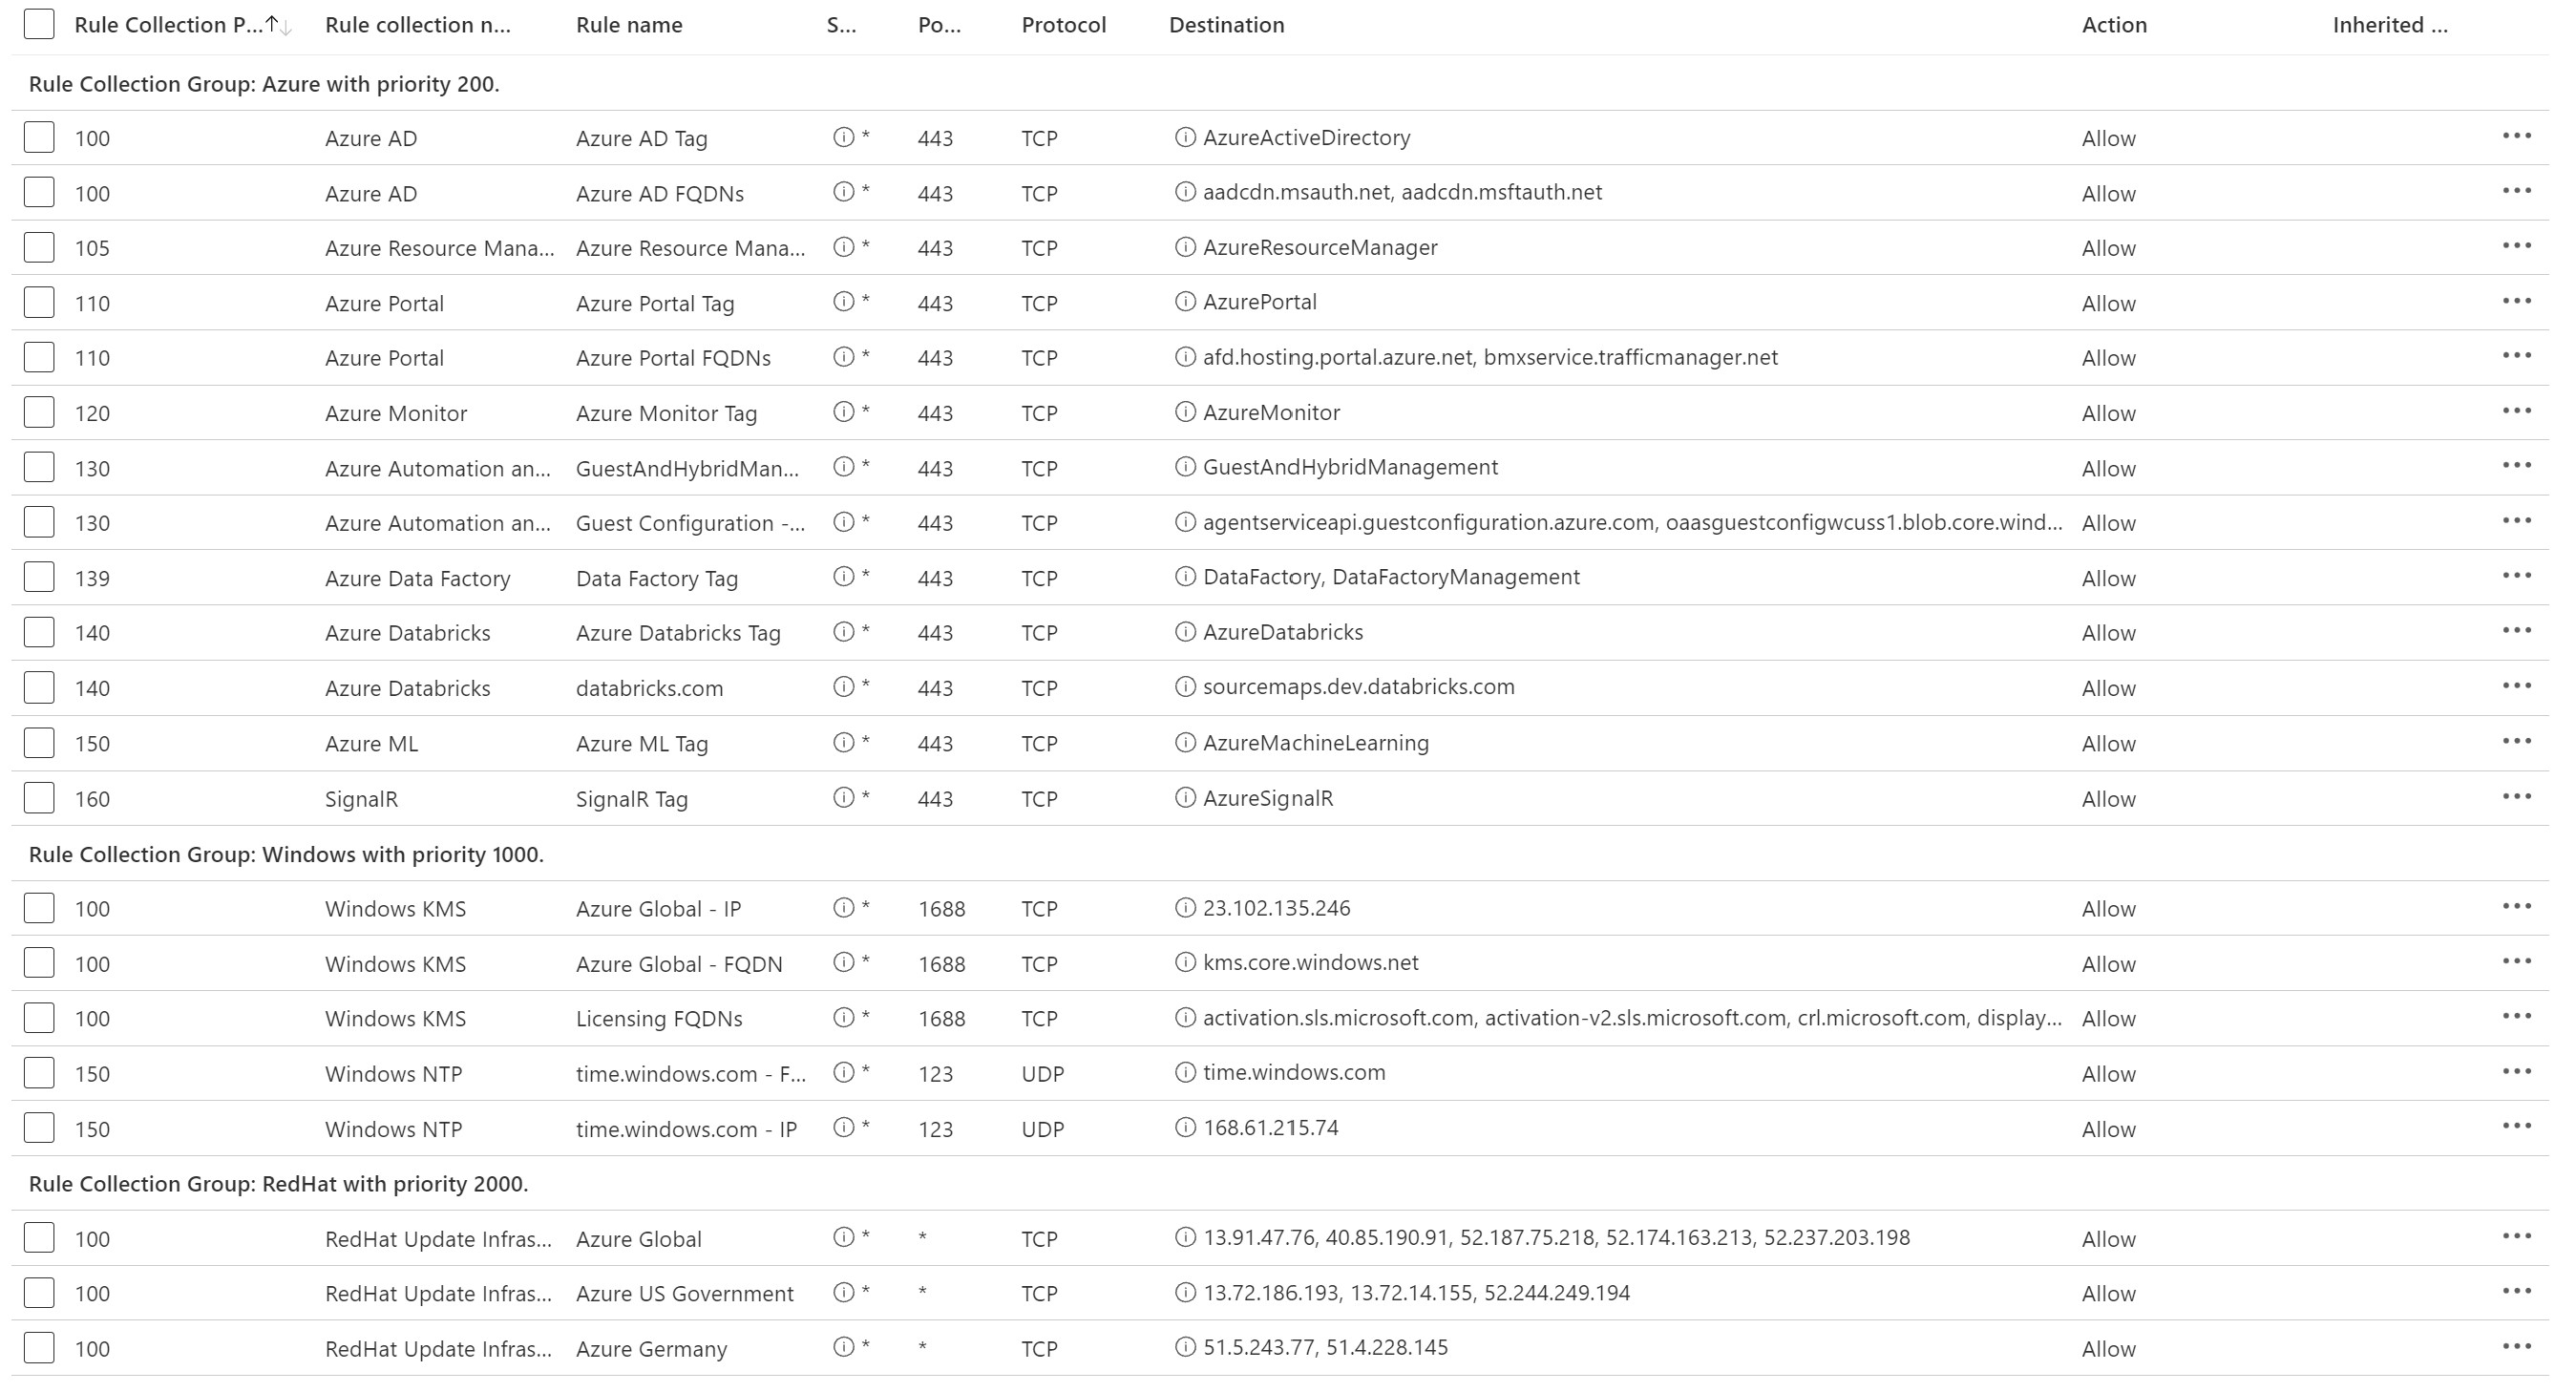 Rule Collection P... Rule collection n... Rule name S... Po... Protocol Destination Action Inherited ...
Rule Collection Group: Azure with priority 200.
100 Azure AD Azure AD Tag * 443 TCP AzureActiveDirectory Allow
100 Azure AD Azure AD FQDNs * 443 TCP aadcdn.msauth.net, aadcdn.msftauth.net Allow
105 Azure Resource Mana... Azure Resource Mana... * 443 TCP AzureResourceManager Allow
110 Azure Portal Azure Portal Tag * 443 TCP AzurePortal Allow
110 Azure Portal Azure Portal FQDNs * 443 TCP afd.hosting.portal.azure.net, bmxservice.trafficmanager.net Allow
120 Azure Monitor Azure Monitor Tag * 443 TCP AzureMonitor Allow
130 Azure Automation an... GuestAndHybridMan... * 443 TCP GuestAndHybridManagement Allow
130 Azure Automation an... Guest Configuration -... * 443 TCP agentserviceapi.guestconfiguration.azure.com, oaasguestconfigwcuss1.blob.core.wind... Allow
139 Azure Data Factory Data Factory Tag * 443 TCP DataFactory, DataFactoryManagement Allow
140 Azure Databricks Azure Databricks Tag * 443 TCP AzureDatabricks Allow
140 Azure Databricks databricks.com * 443 TCP sourcemaps.dev.databricks.com Allow
150 Azure ML Azure ML Tag * 443 TCP AzureMachineLearning Allow
160 SignalR SignalR Tag * 443 TCP AzureSignalR Allow
Rule Collection Group: Windows with priority 1000.
100 Windows KMS Azure Global - IP * 1688 TCP 23.102.135.246 Allow
100 Windows KMS Azure Global - FQDN * 1688 TCP kms.core.windows.net Allow
100 Windows KMS Licensing FQDNs * 1688 TCP activation.sls.microsoft.com, activation-v2.sls.microsoft.com, crl.microsoft.com, display... Allow
150 Windows NTP time.windows.com - F... * 123 UDP time.windows.com Allow
150 Windows NTP time.windows.com - IP * 123 UDP 168.61.215.74 Allow
Rule Collection Group: RedHat with priority 2000.
100 RedHat Update Infras... Azure Global * * TCP 13.91.47.76, 40.85.190.91, 52.187.75.218, 52.174.163.213, 52.237.203.198 Allow
100 RedHat Update Infras... Azure US Government * * TCP 13.72.186.193, 13.72.14.155, 52.244.249.194 Allow
100 RedHat Update Infras... Azure Germany * * TCP 51.5.243.77, 51.4.228.145 Allow